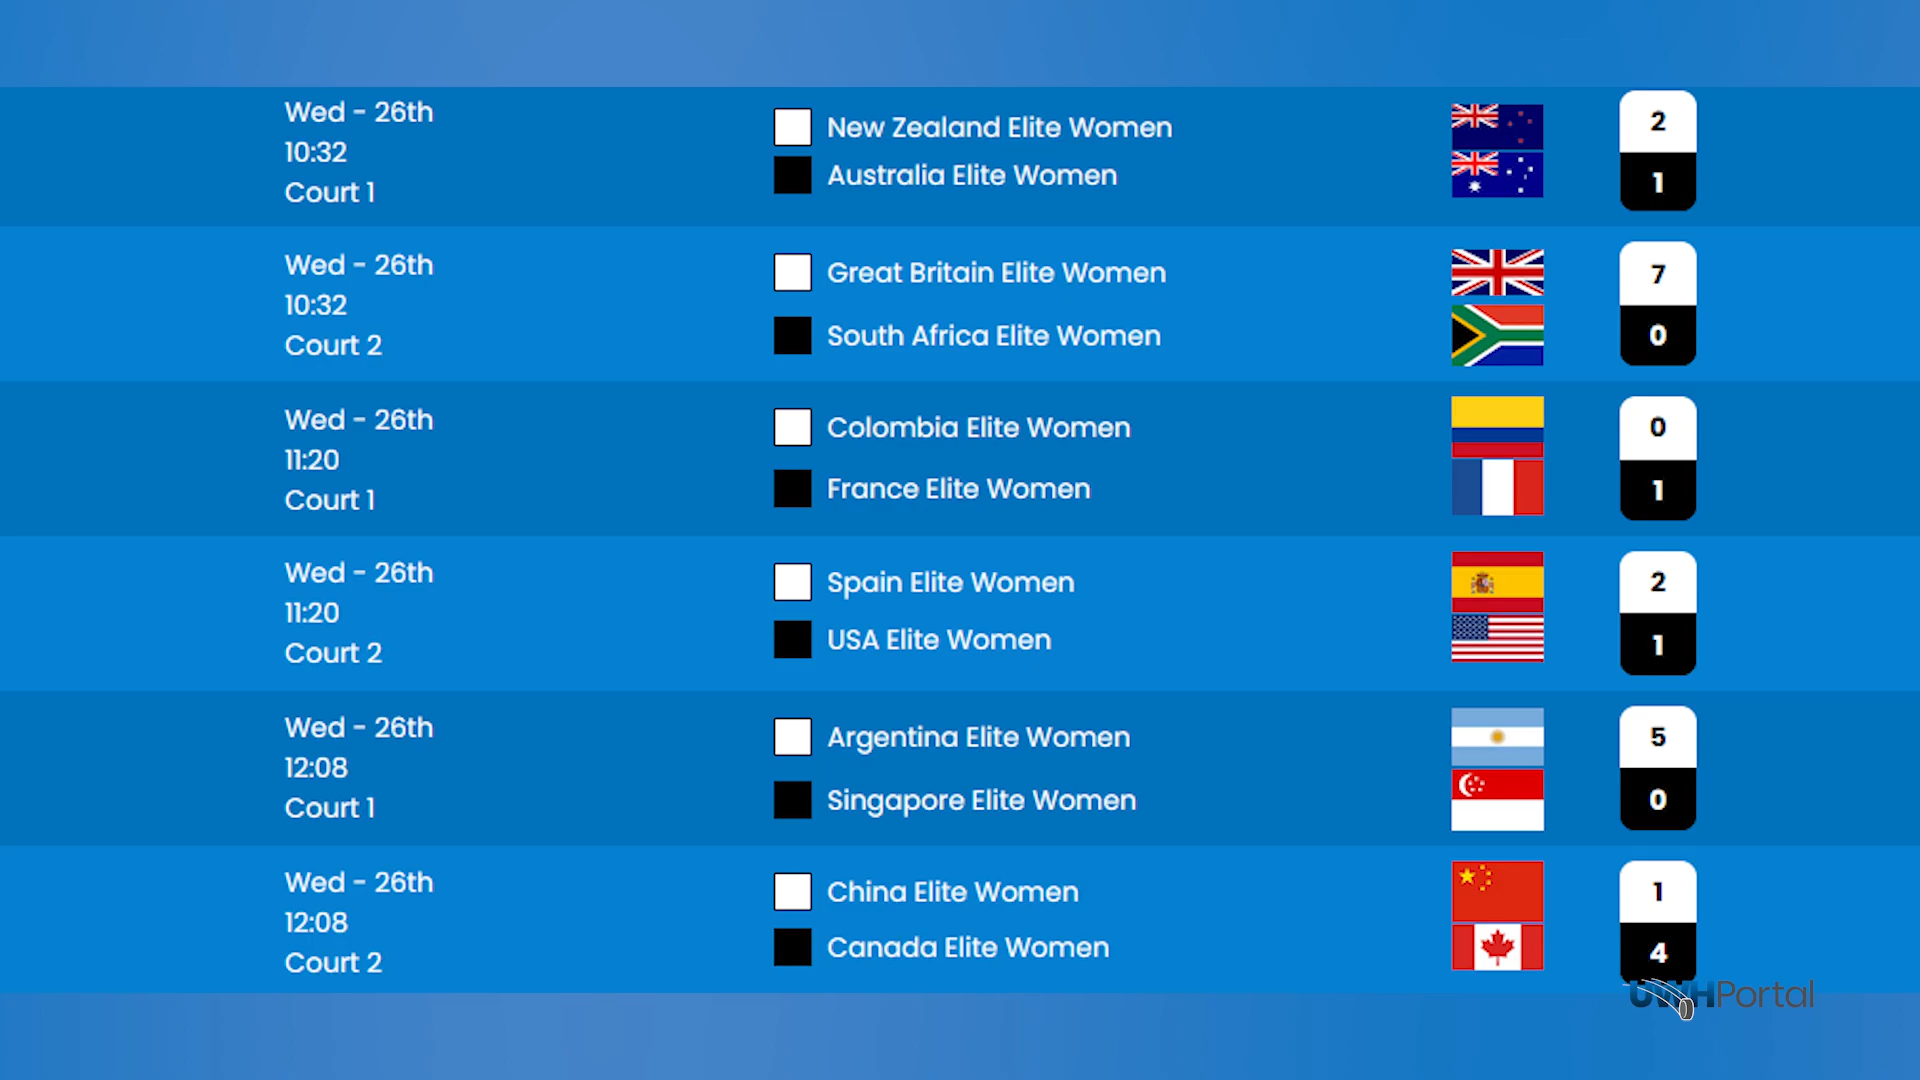 Wed - 26th
10:32
Court 1
New Zealand Elite Women
Australia Elite Women
2
1
Wed - 26th
10:32
Court 2
Great Britain Elite Women
South Africa Elite Women
7
0
Wed - 26th
11:20
Court 1
Colombia Elite Women
France Elite Women
0
1
Wed - 26th
11:20
Court 2
Spain Elite Women
USA Elite Women
2
1
Wed - 26th
12:08
Court 1
Argentina Elite Women
Singapore Elite Women
5
0
Wed - 26th
12:08
Court 2
China Elite Women
Canada Elite Women
1
4
UWHPortal